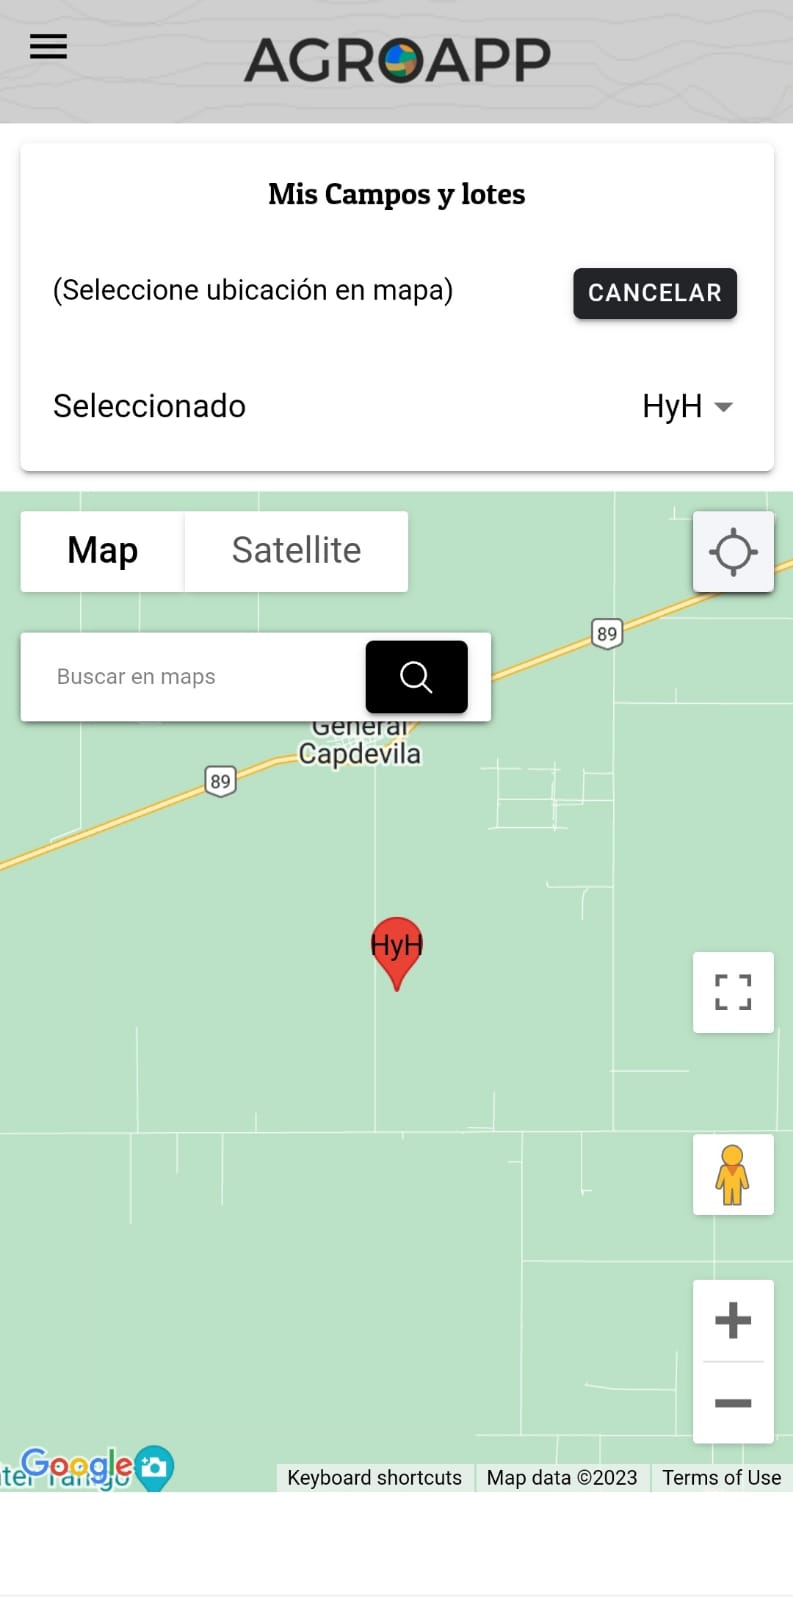 AGROAPP
Mis Campos y lotes
(Seleccione ubicación en mapa)
CANCELAR
Seleccionado
HyH
Map
Satellite
89
Buscar en maps
General
Capdevila
89
HyH
Google
Keyboard shortcuts
Map data ©2023
Terms of Use